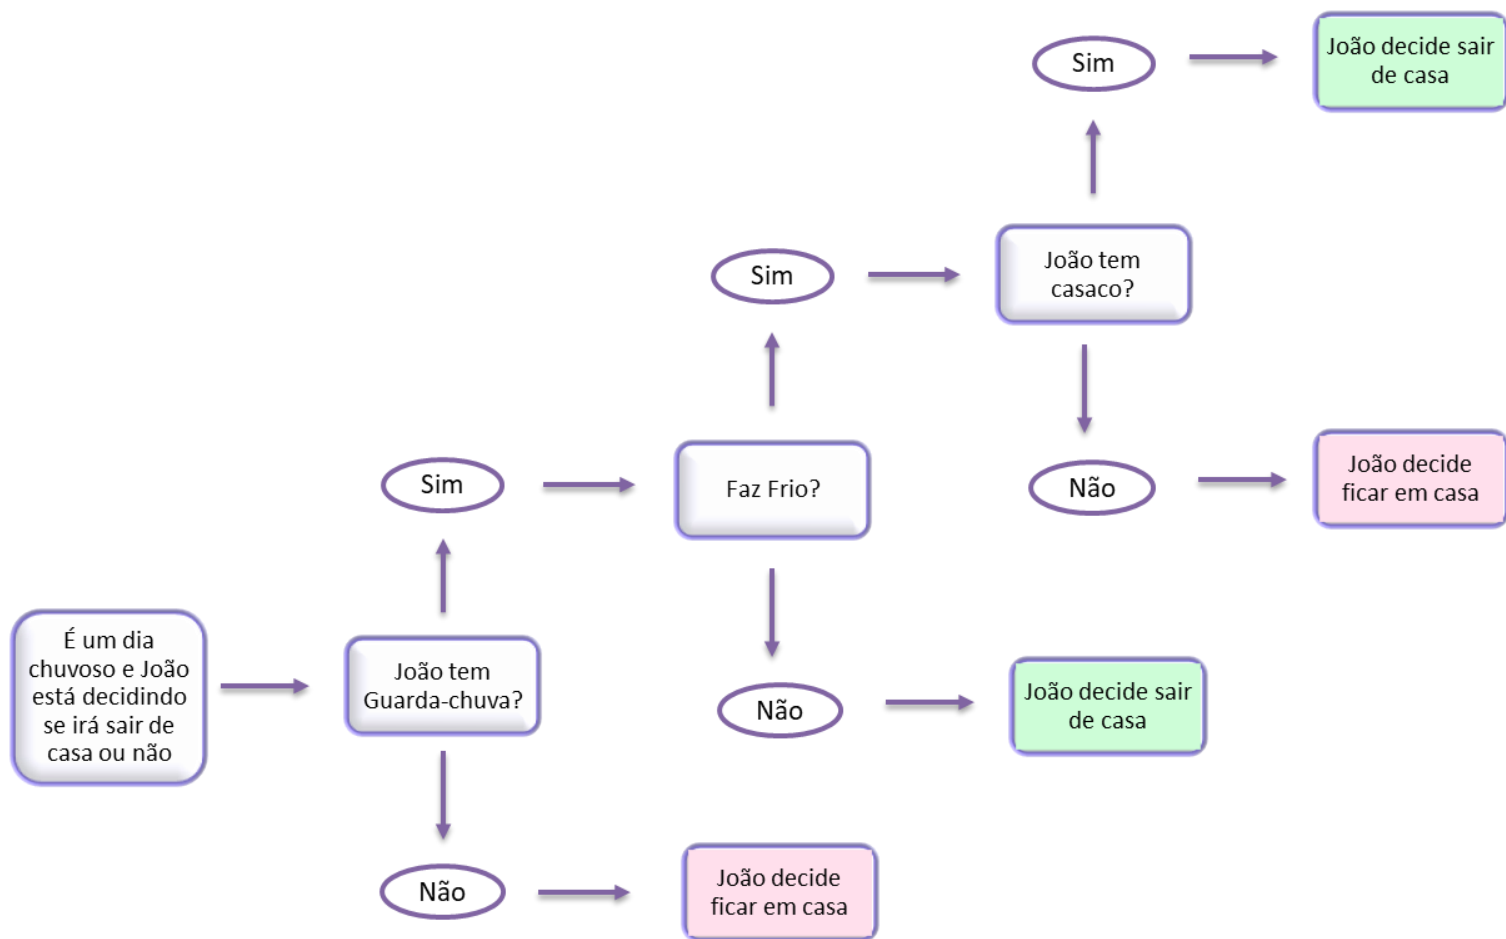 É um dia
chuvoso e João
está decidindo
se irá sair de
casa ou não
João tem
Guarda-chuva?
Sim
Não
João decide
ficar em casa
Faz Frio?
Sim
Não
João decide sair
de casa
João tem
casaco?
Sim
João decide sair
de casa
Não
João decide
ficar em casa